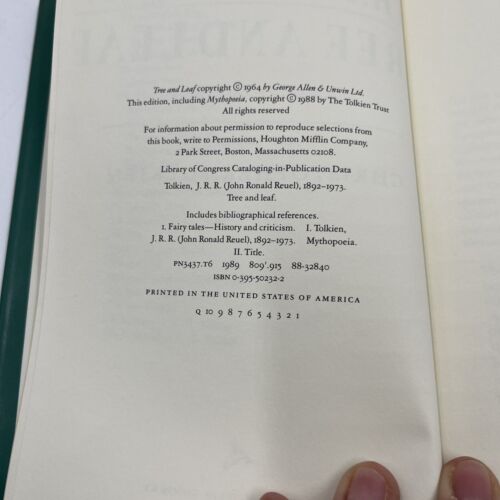 Tree and Leaf copyright © 1964 by George Allen & Unwin Ltd.
This edition, including Mythopoeia, copyright © 1988 by The Tolkien Trust
All rights reserved
For information about permission to reproduce selections from
this book, write to Permissions, Houghton Mifflin Company,
2 Park Street, Boston, Massachusetts 02108.
Library of Congress Cataloging-in-Publication Data
Tolkien, J. R. R. (John Ronald Reuel), 1892–1973.
Tree and leaf.
Includes bibliographical references.
1. Fairy tales—History and criticism. I. Tolkien,
J. R. R. (John Ronald Reuel), 1892–1973. Mythopoeia.
II. Title.
PN3437.T6 1989 809'.915 88-32840
ISBN 0-395-50232-2
PRINTED IN THE UNITED STATES OF AMERICA
Q 10 9 8 7 6 5 4 3 2 1